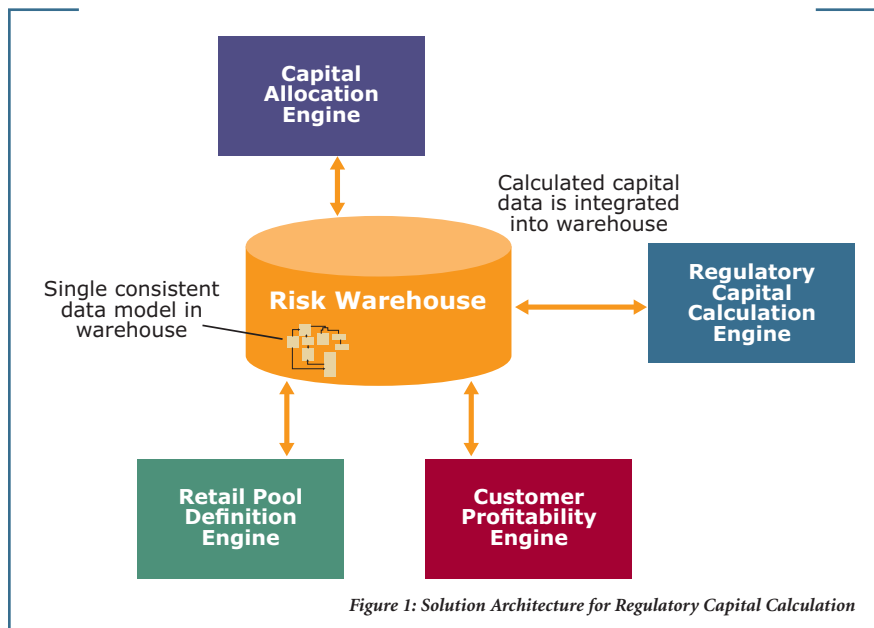 Capital
Allocation
Engine
Calculated capital
data is integrated
into warehouse
Single consistent
data model in
warehouse
Risk Warehouse
Regulatory
Capital
Calculation
Engine
Retail Pool
Definition
Engine
Customer
Profitability
Engine
Figure 1: Solution Architecture for Regulatory Capital Calculation